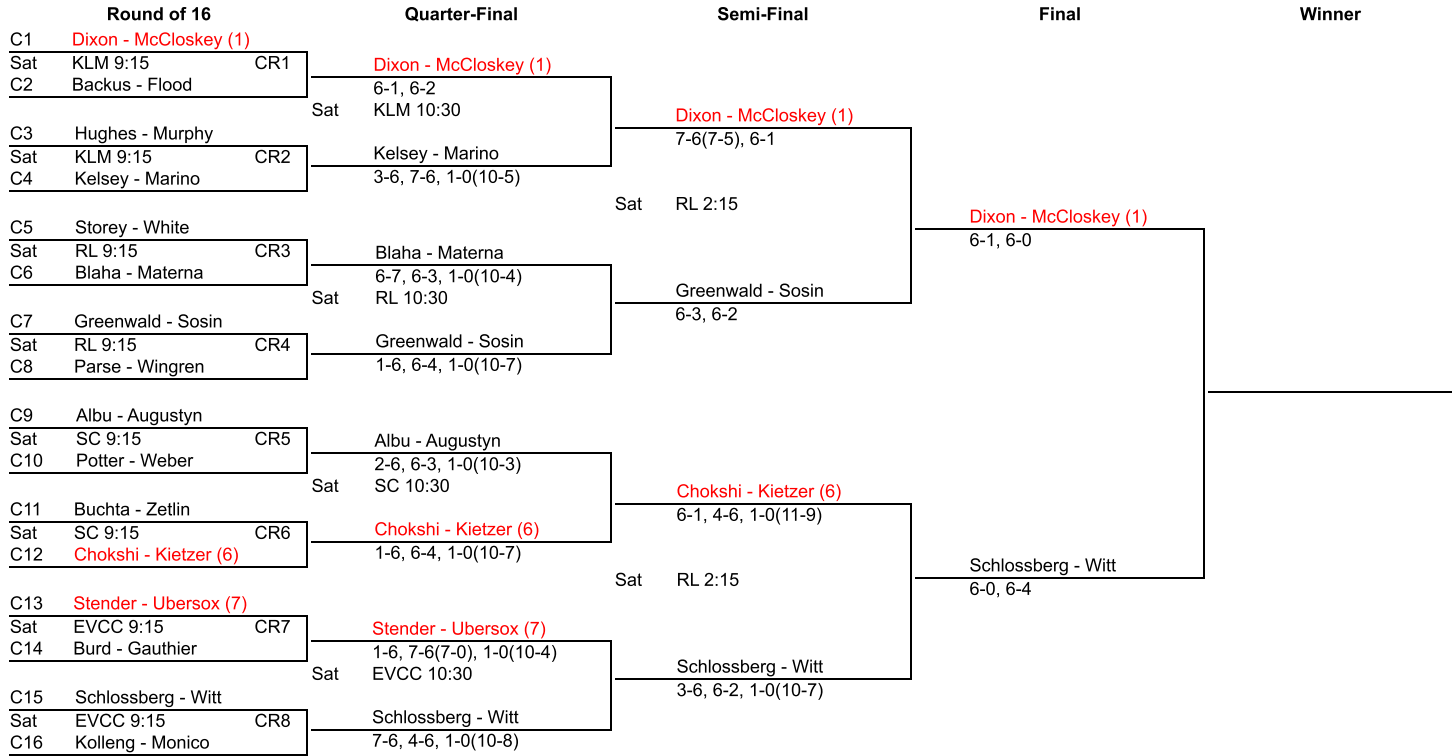 Round of 16
Quarter-Final
Semi-Final
Final
Winner
C1 Dixon - McCloskey (1)
Sat KLM 9:15 CR1
C2 Backus - Flood
C3 Hughes - Murphy
Sat KLM 9:15 CR2
C4 Kelsey - Marino
C5 Storey - White
Sat RL 9:15 CR3
C6 Blaha - Materna
C7 Greenwald - Sosin
Sat RL 9:15 CR4
C8 Parse - Wingren
C9 Albu - Augustyn
Sat SC 9:15 CR5
C10 Potter - Weber
C11 Buchta - Zetlin
Sat SC 9:15 CR6
C12 Chokshi - Kietzer (6)
C13 Stender - Ubersox (7)
Sat EVCC 9:15 CR7
C14 Burd - Gauthier
C15 Schlossberg - Witt
Sat EVCC 9:15 CR8
C16 Kolleng - Monico
Dixon - McCloskey (1)
6-1, 6-2
Sat KLM 10:30
Kelsey - Marino
3-6, 7-6, 1-0(10-5)
Blaha - Materna
6-7, 6-3, 1-0(10-4)
Sat RL 10:30
Greenwald - Sosin
1-6, 6-4, 1-0(10-7)
Albu - Augustyn
2-6, 6-3, 1-0(10-3)
Sat SC 10:30
Chokshi - Kietzer (6)
1-6, 6-4, 1-0(10-7)
Stender - Ubersox (7)
1-6, 7-6(7-0), 1-0(10-4)
Sat EVCC 10:30
Schlossberg - Witt
7-6, 4-6, 1-0(10-8)
Dixon - McCloskey (1)
7-6(7-5), 6-1
Sat RL 2:15
Greenwald - Sosin
6-3, 6-2
Chokshi - Kietzer (6)
6-1, 4-6, 1-0(11-9)
Sat RL 2:15
Schlossberg - Witt
3-6, 6-2, 1-0(10-7)
Dixon - McCloskey (1)
6-1, 6-0
Schlossberg - Witt
6-0, 6-4